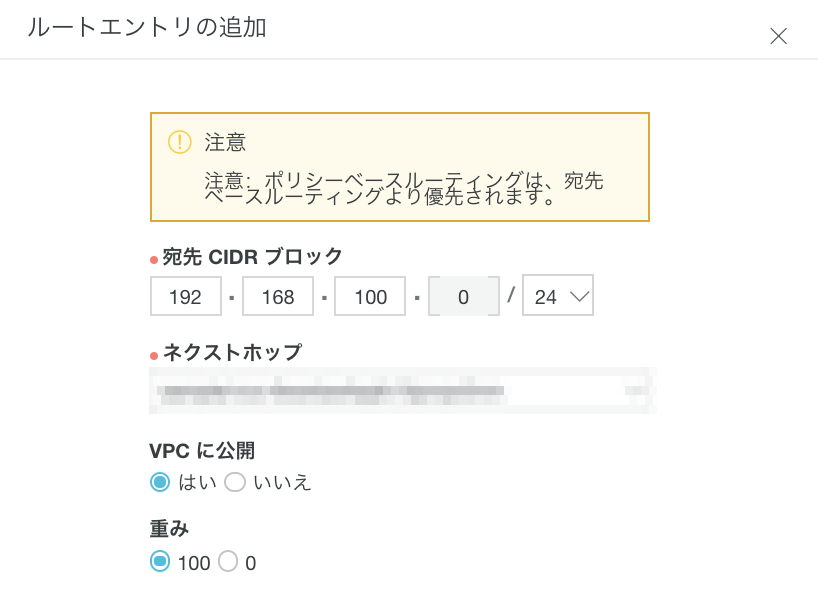 ルートエントリの追加
注意
注意: ポリシーベースルーティングは、宛先
ベースルーティングより優先されます。
宛先 CIDR ブロック
192 . 168 . 100 . 0 / 24
ネクストホップ
VPC に公開
はい いいえ
重み
100 0